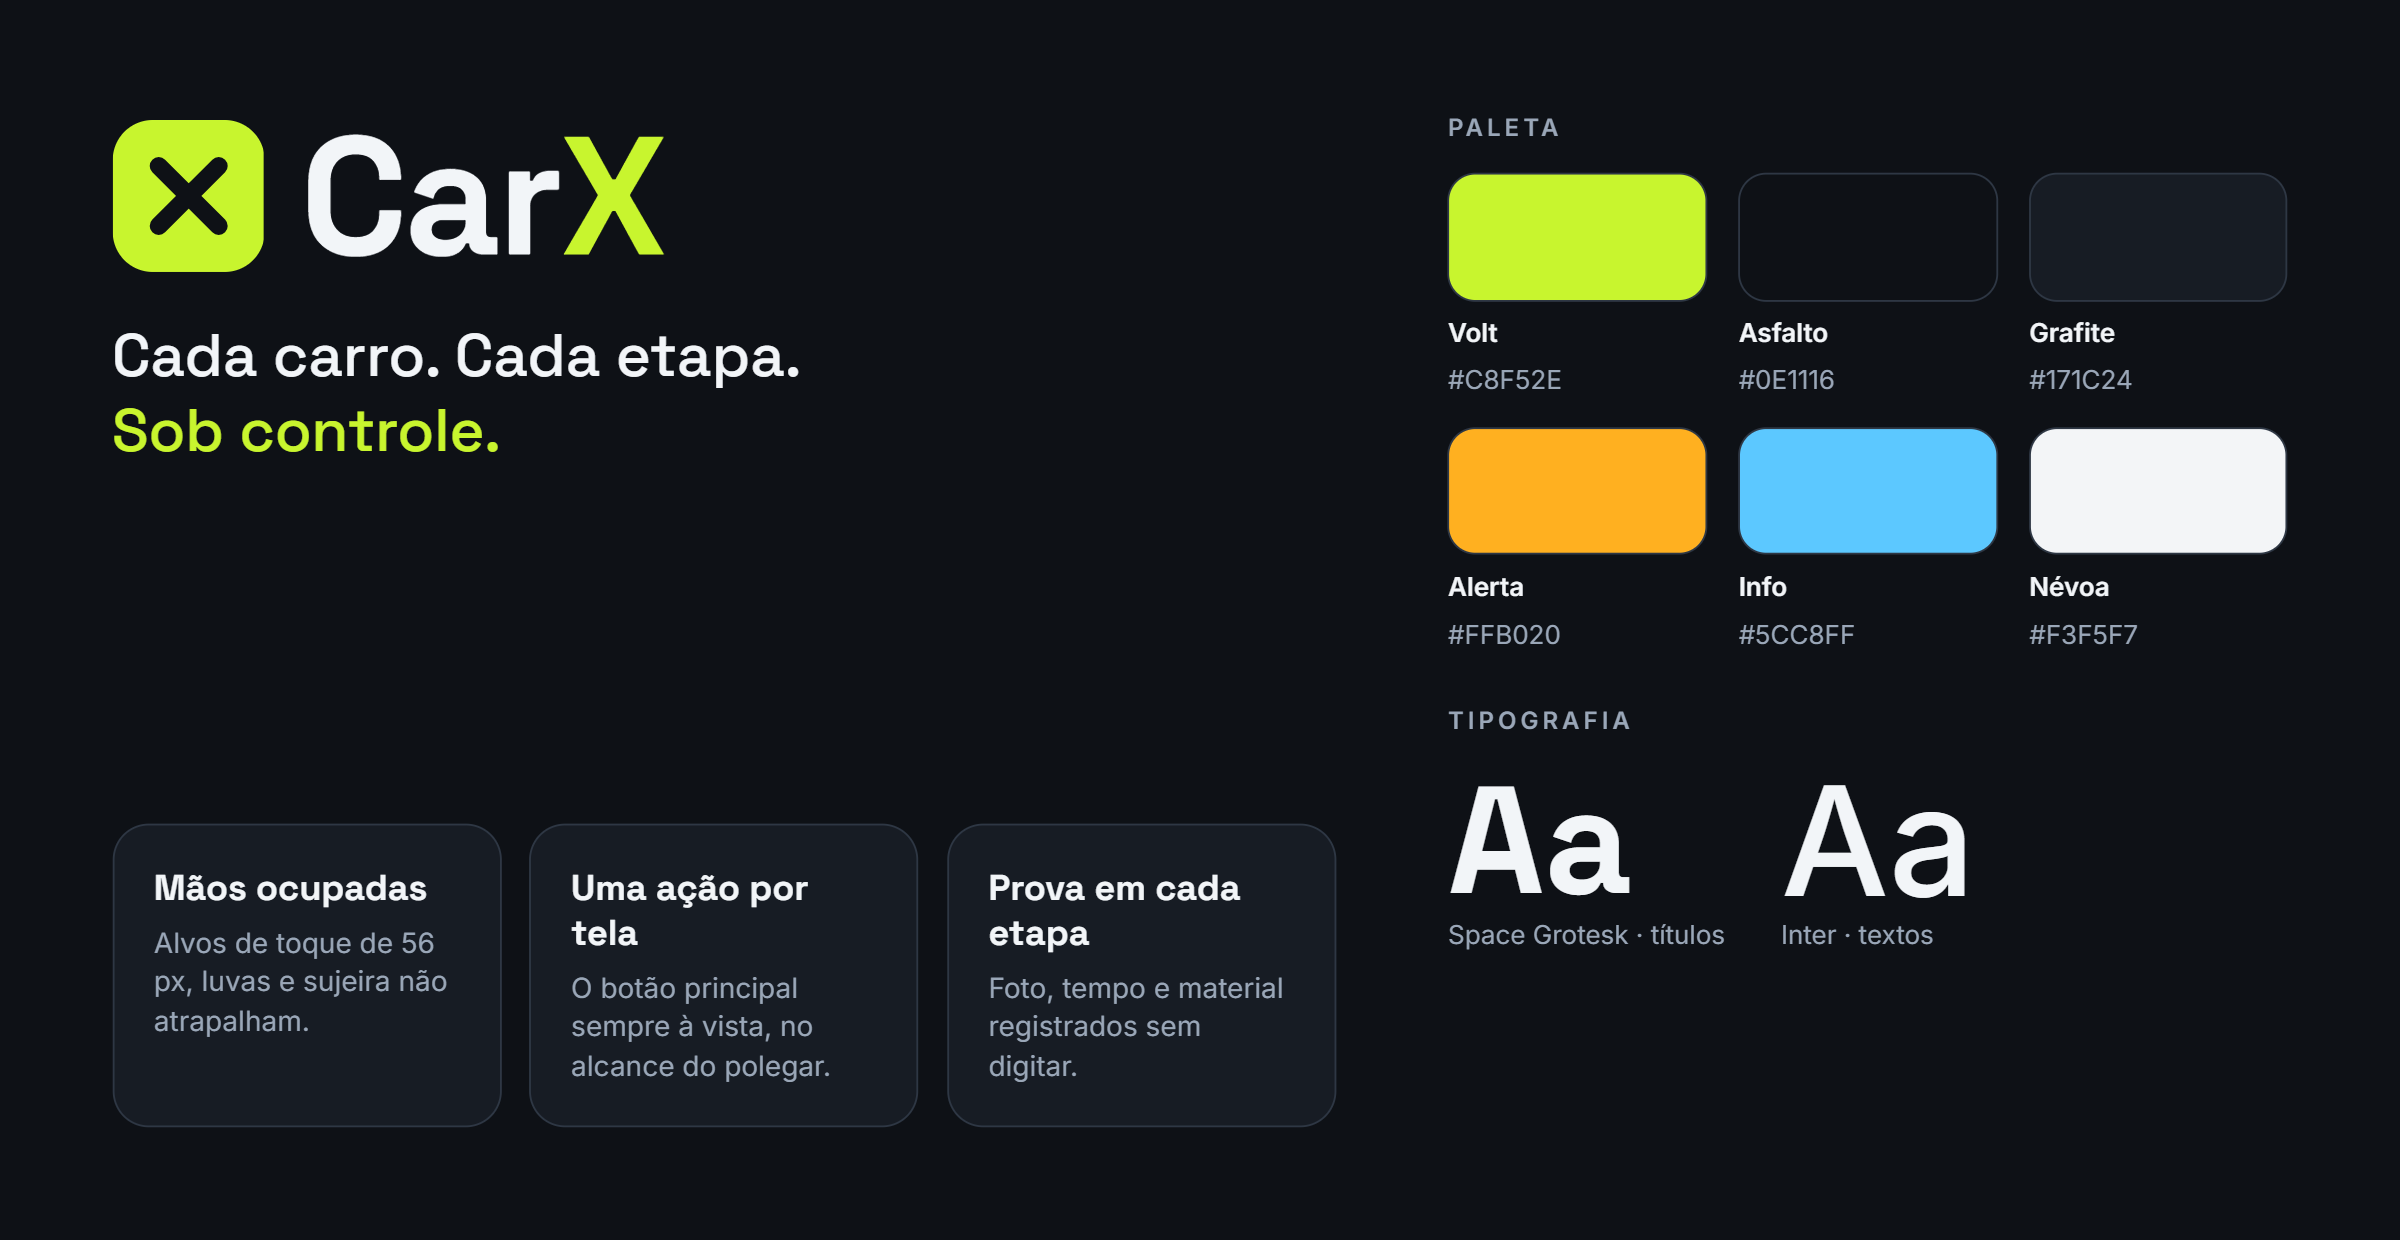 CarX
Cada carro. Cada etapa.
Sob controle.
Mãos ocupadas
Alvos de toque de 56
px, luvas e sujeira não
atrapalham.
Uma ação por
tela
O botão principal
sempre à vista, no
alcance do polegar.
Prova em cada
etapa
Foto, tempo e material
registrados sem
digitar.
PALETA
Volt
#C8F52E
Asfalto
#0E1116
Grafite
#171C24
Alerta
#FFB020
Info
#5CC8FF
Névoa
#F3F5F7
TIPOGRAFIA
Aa
Space Grotesk · títulos
Aa
Inter · textos